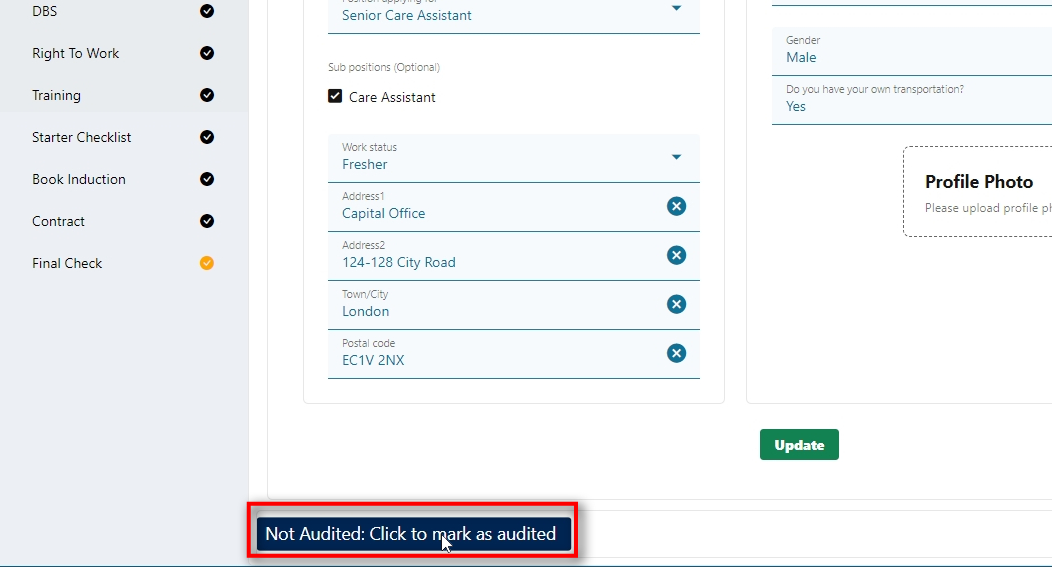 DBS
Right To Work
Training
Starter Checklist
Book Induction
Contract
Final Check
Position applying for
Senior Care Assistant
Sub positions (Optional)
Care Assistant
Work status
Fresher
Address1
Capital Office
Address2
124-128 City Road
Town/City
London
Postal code
EC1V 2NX
Gender
Male
Do you have your own transportation?
Yes
Profile Photo
Please upload profile
Update
Not Audited: Click to mark as audited